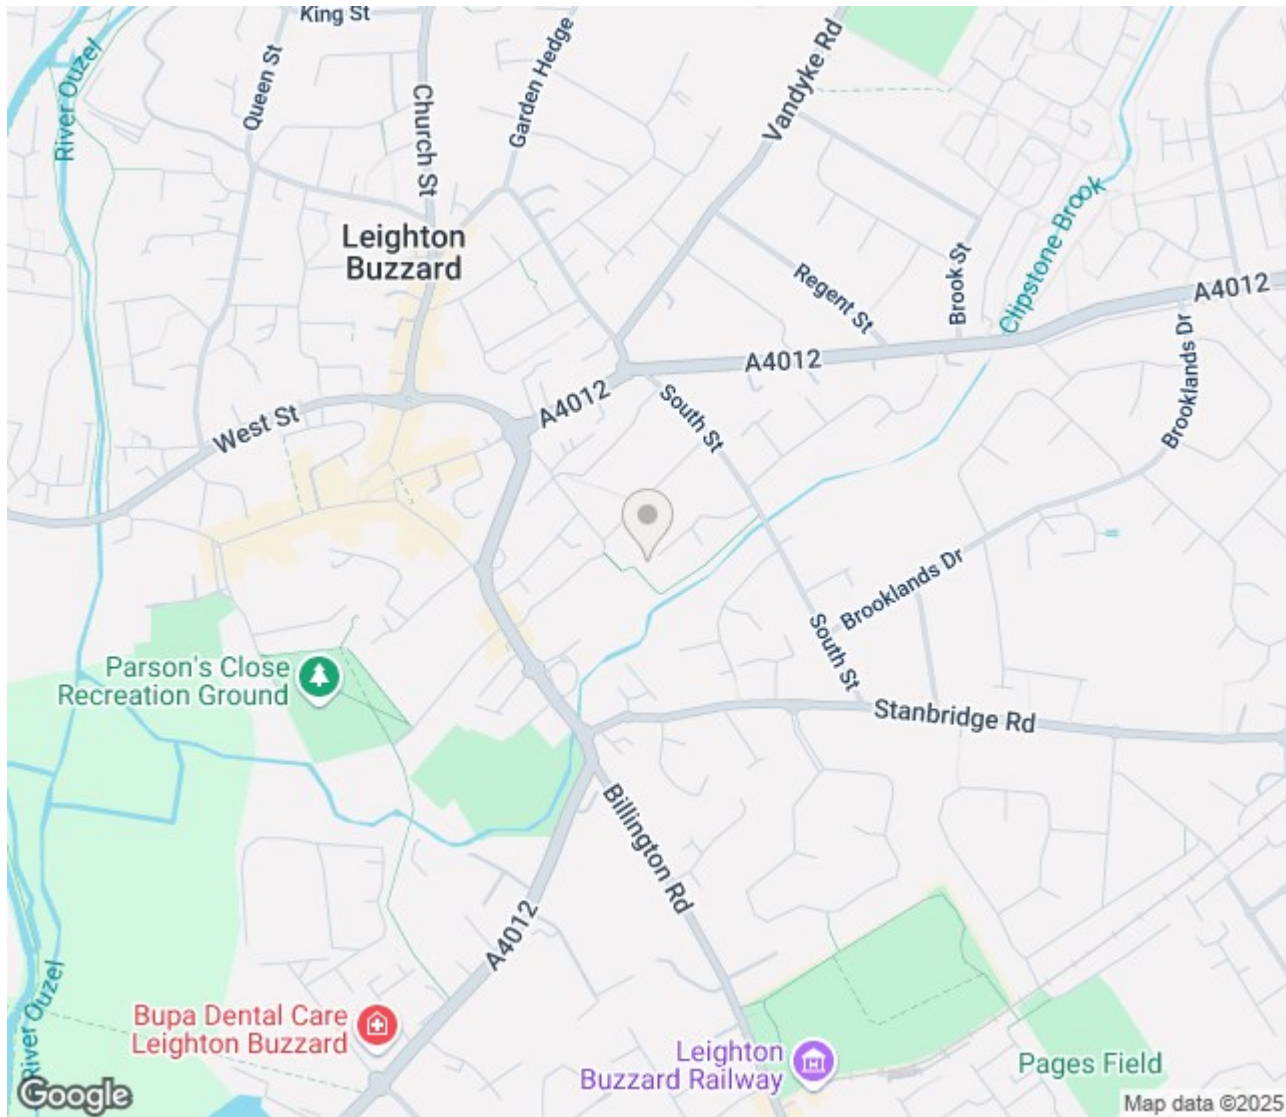 King St
River Ouzel
Queen St
Church St
Garden Hedge
Vandyke Rd
Leighton
Buzzard
Regent St
Brook St
Clipstone Brook
A4012
A4012
Brooklands Dr
A4012
West St
South St
Brooklands Dr
South St
Parson's Close
Recreation Ground
Stanbridge Rd
Billington Rd
A4012
River Ouzel
Bupa Dental Care
Leighton Buzzard
Leighton
Buzzard Railway
Pages Field
Google
Map data ©2025